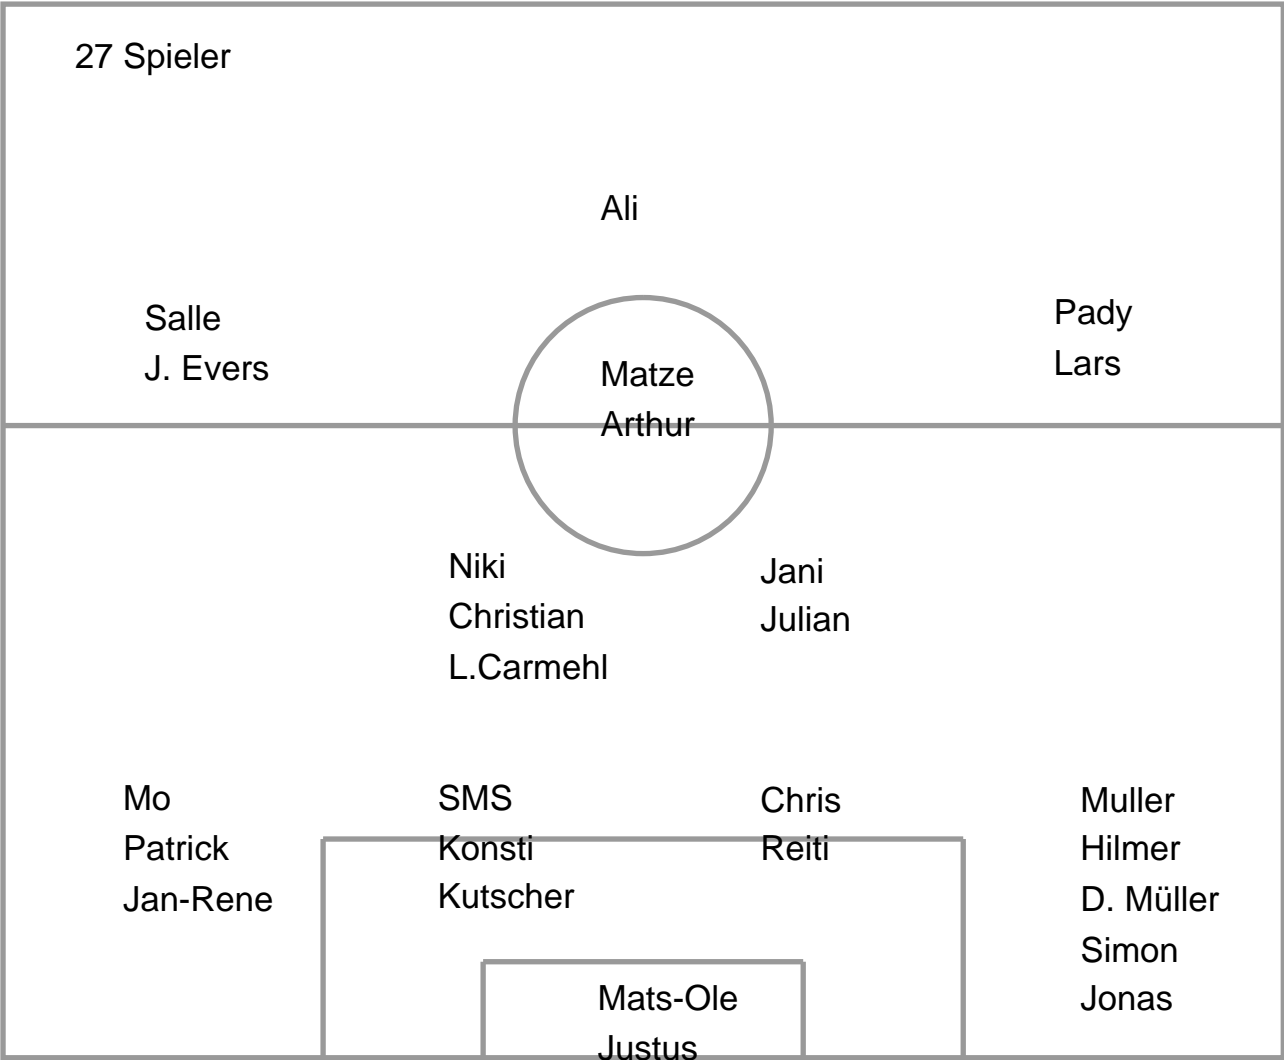 27 Spieler
Ali
Salle
J. Evers
Pady
Lars
Matze
Arthur
Niki
Christian
L.Carmehl
Jani
Julian
Mo
Patrick
Jan-Rene
SMS
Konsti
Kutscher
Chris
Reiti
Muller
Hilmer
D. Müller
Simon
Jonas
Mats-Ole
Justus